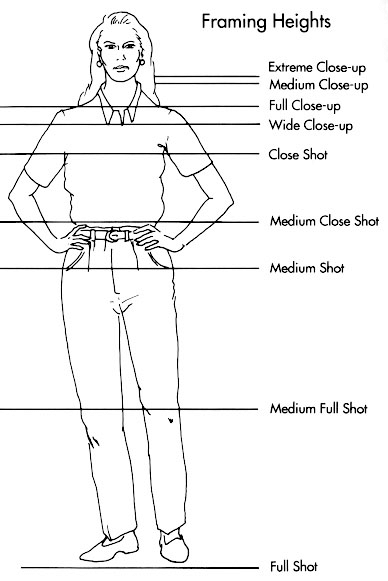 Framing Heights
Extreme Close-up
Medium Close-up
Full Close-up
Wide Close-up
Close Shot
Medium Close Shot
Medium Shot
Medium Full Shot
Full Shot